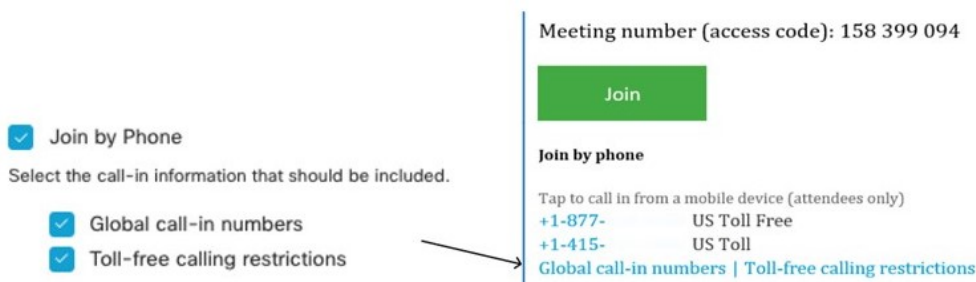 Join by Phone
Select the call-in information that should be included.
Global call-in numbers
Toll-free calling restrictions
Meeting number (access code): 158 399 094
Join
Join by phone
Tap to call in from a mobile device (attendees only)
+1-877- US Toll Free
+1-415- US Toll
Global call-in numbers | Toll-free calling restrictions